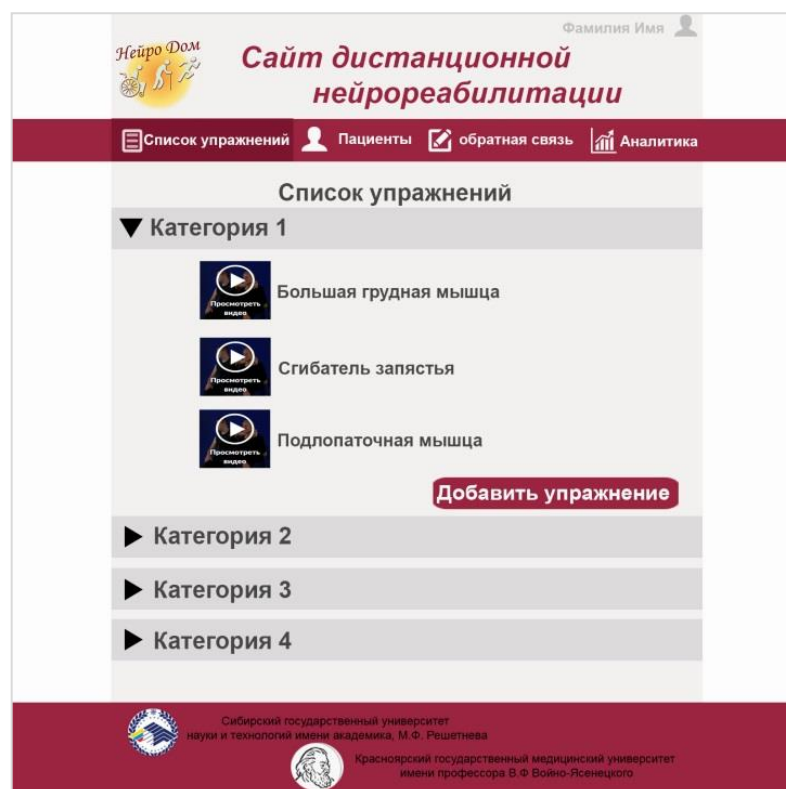 Фамилия Имя
Нейро Дом
Сайт дистанционной
нейрореабилитации
Список упражнений
Пациенты
обратная связь
Аналитика
Список упражнений
Категория 1
Просмотреть
видео
Большая грудная мышца
Просмотреть
видео
Сгибатель запястья
Просмотреть
видео
Подлопаточная мышца
Добавить упражнение
Категория 2
Категория 3
Категория 4
Сибирский государственный университет
науки и технологий имени академика, М.Ф. Решетнева
Красноярский государственный медицинский университет
имени профессора В.Ф Войно-Ясенецкого